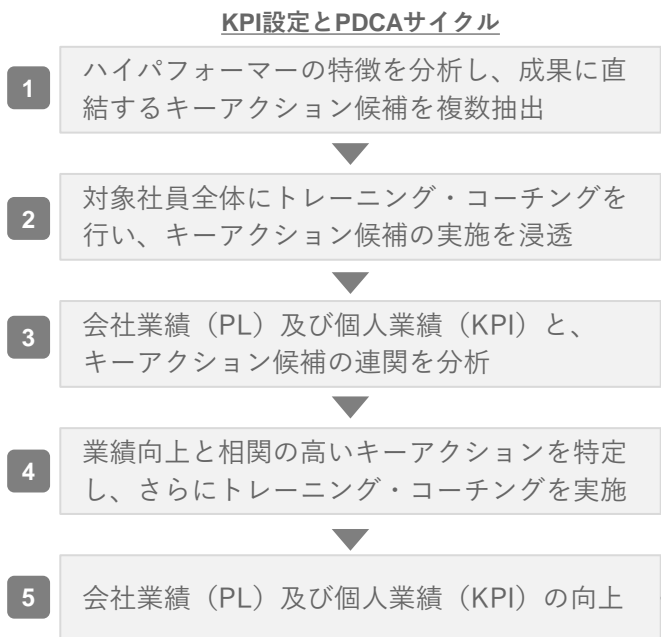 KPI設定とPDCAサイクル
1
ハイパフォーマーの特徴を分析し、成果に直
結するキーアクション候補を複数抽出
2
対象社員全体にトレーニング・コーチングを
行い、キーアクション候補の実施を浸透
3
会社業績（PL）及び個人業績（KPI）と、
キーアクション候補の連関を分析
4
業績向上と相関の高いキーアクションを特定
し、さらにトレーニング・コーチングを実施
5
会社業績（PL）及び個人業績（KPI）の向上